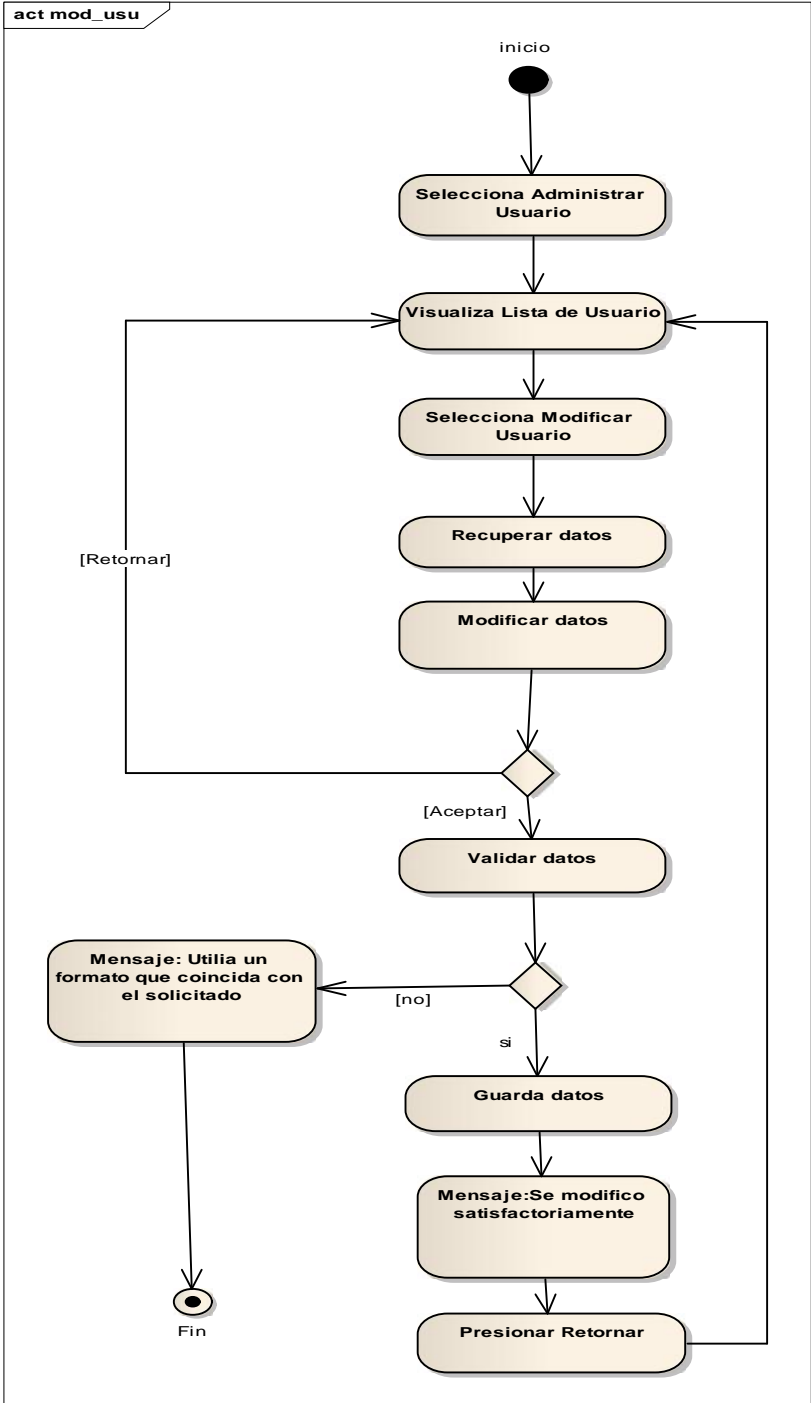 act mod_usu
inicio
Selecciona Administrar
Usuario
Visualiza Lista de Usuario
Selecciona Modificar
Usuario
Recuperar datos
[Retornar]
Modificar datos
[Aceptar]
Validar datos
Mensaje: Utilia un
formato que coincida con
el solicitado
[no]
si
Guarda datos
Mensaje:Se modifico
satisfactoriamente
Presionar Retornar
Fin